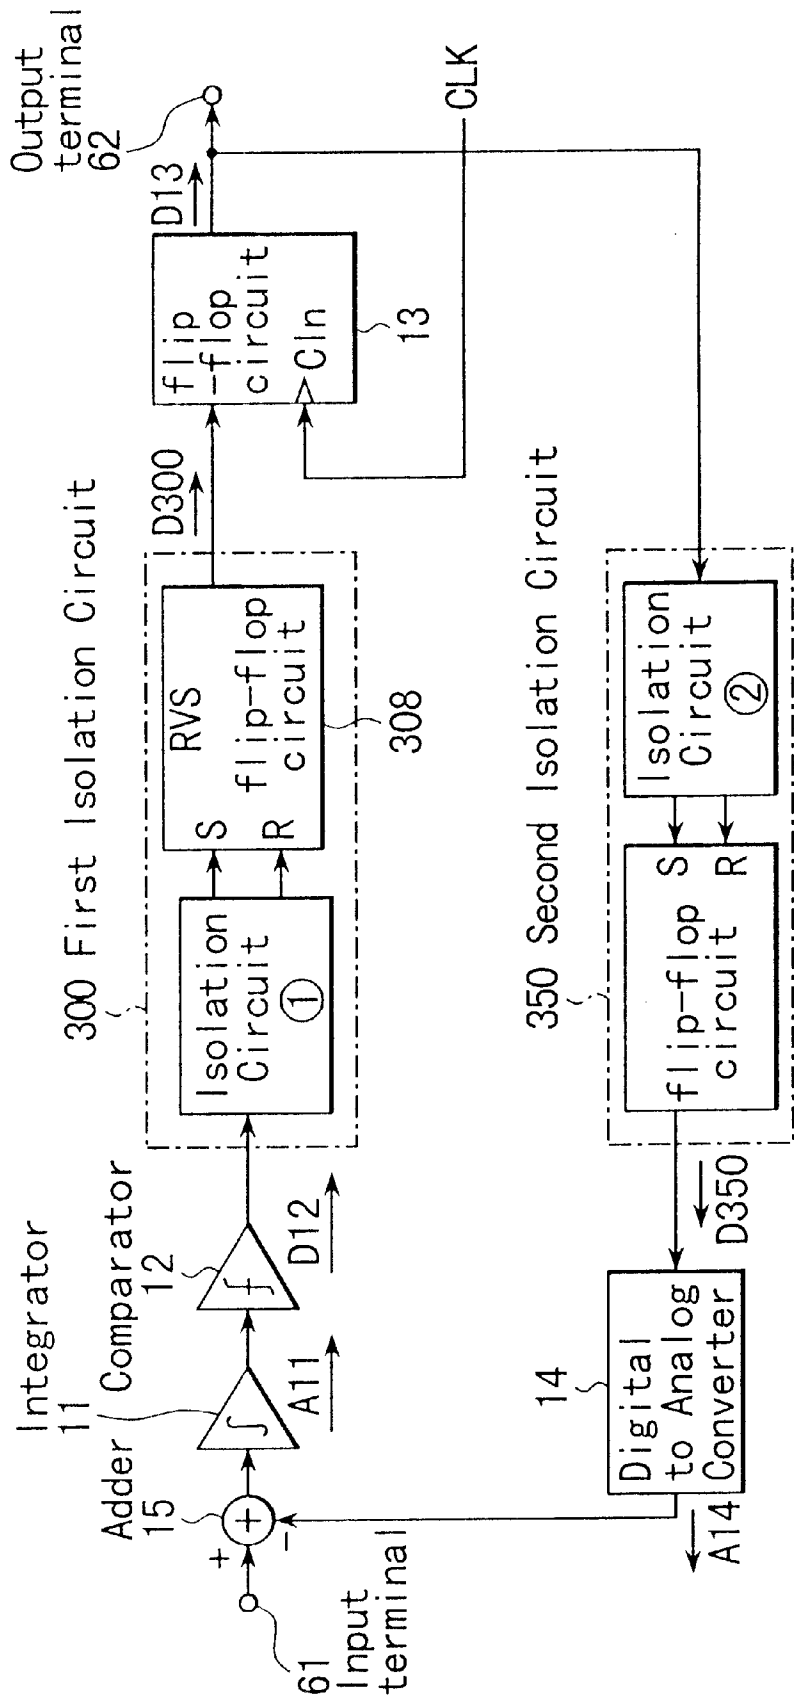 Integrator
11
Adder
15
Comparator
12
+
+
-
∫
f
61
Input
terminal
A11
D12
300 First Isolation Circuit
Isolation
Circuit
①
S
R
RVS
flip-flop
circuit
308
D300
flip
-flop
circuit
CIn
13
D13
Output
terminal
62
CLK
350 Second Isolation Circuit
Isolation
Circuit
②
S
R
flip-flop
circuit
D350
14
Digital
to Analog
Converter
A14